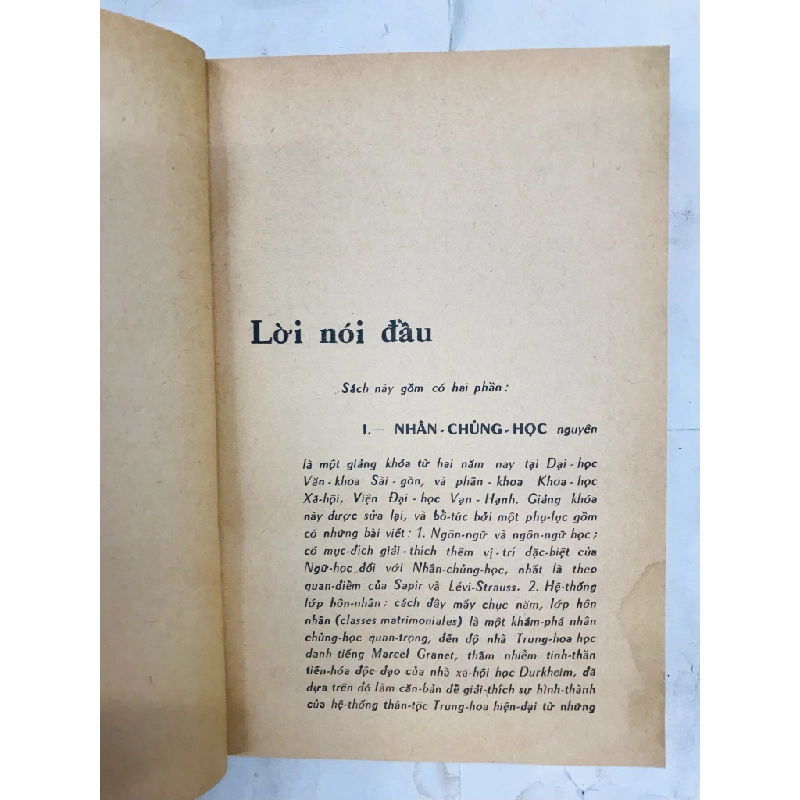 Lời nói đầu
Sách này gồm có hai phần:
I.— NHÂN-CHỦNG-HỌC nguyên
là một giảng khóa từ hai năm nay tại Đại-học
Văn-khoa Sài-gòn, và phân-khoa Khoa-học
Xã-hội, Viện Đại-học Vạn-Hạnh. Giảng khóa
này được sửa lại, và bổ-túc bởi một phụ-lục gồm
có những bài viết: 1. Ngôn-ngữ và ngôn-ngữ học;
có mục-đích giải-thích thêm vị-trí đặc-biệt của
Ngữ-học đối với Nhân-chủng-học, nhất là theo
quan-điểm của Sapir và Lévi-Strauss. 2. Hệ-thống
lớp hôn-nhân: cách đây mấy chục năm, lớp hôn
nhân (classes matrimoniales) là một khám-phá nhân
chủng-học quan-trọng, đến độ nhà Trung-hoa học
danh tiếng Marcel Granet, thấm nhiễm tinh-thần
tiến-hóa độc-đạo của nhà xã-hội học Durkheim, đã
dựa trên đó làm căn-bản để giải-thích sự hình-thành
của hệ-thống thân-tộc Trung-hoa hiện-đại từ những